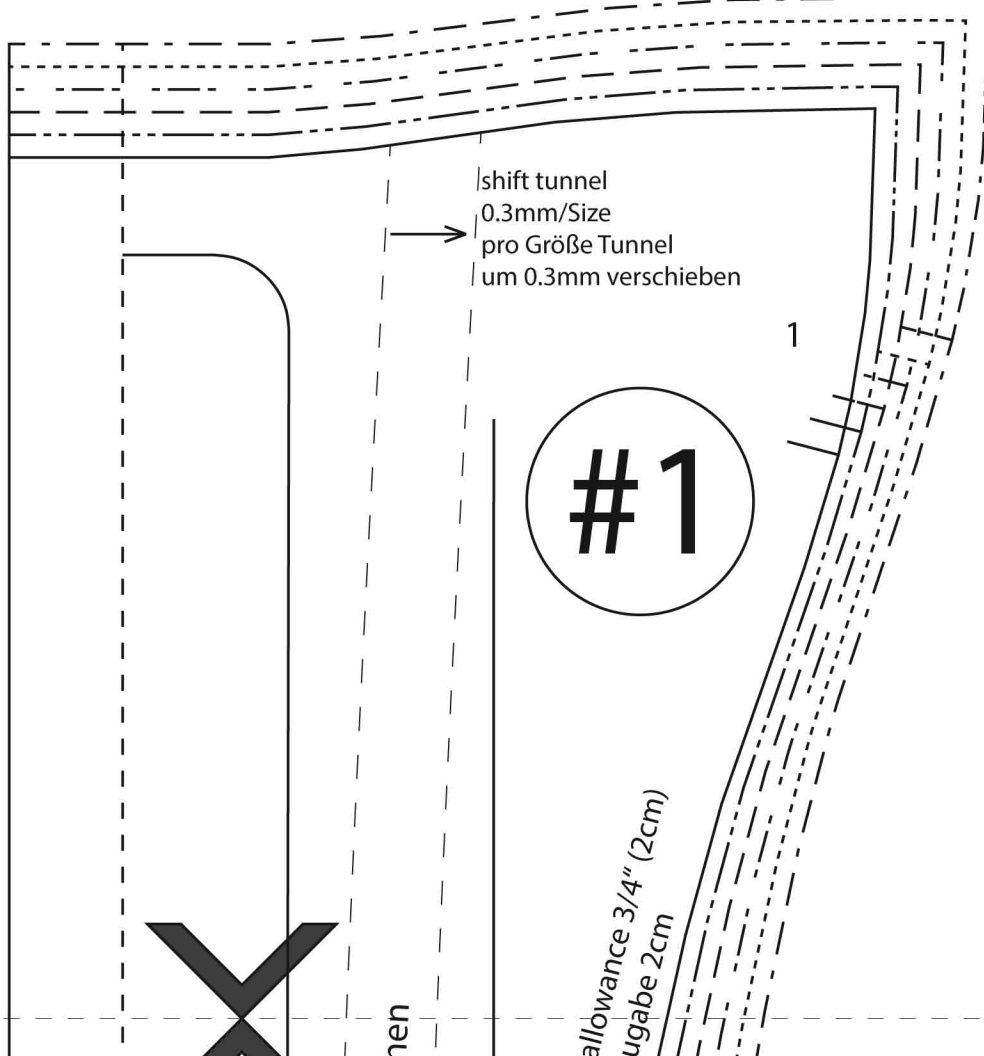 shift tunnel
0.3mm/Size
pro Größe Tunnel
um 0.3mm verschieben
1
#1
allowance 3/4“ (2cm)
ugabe 2cm
nen